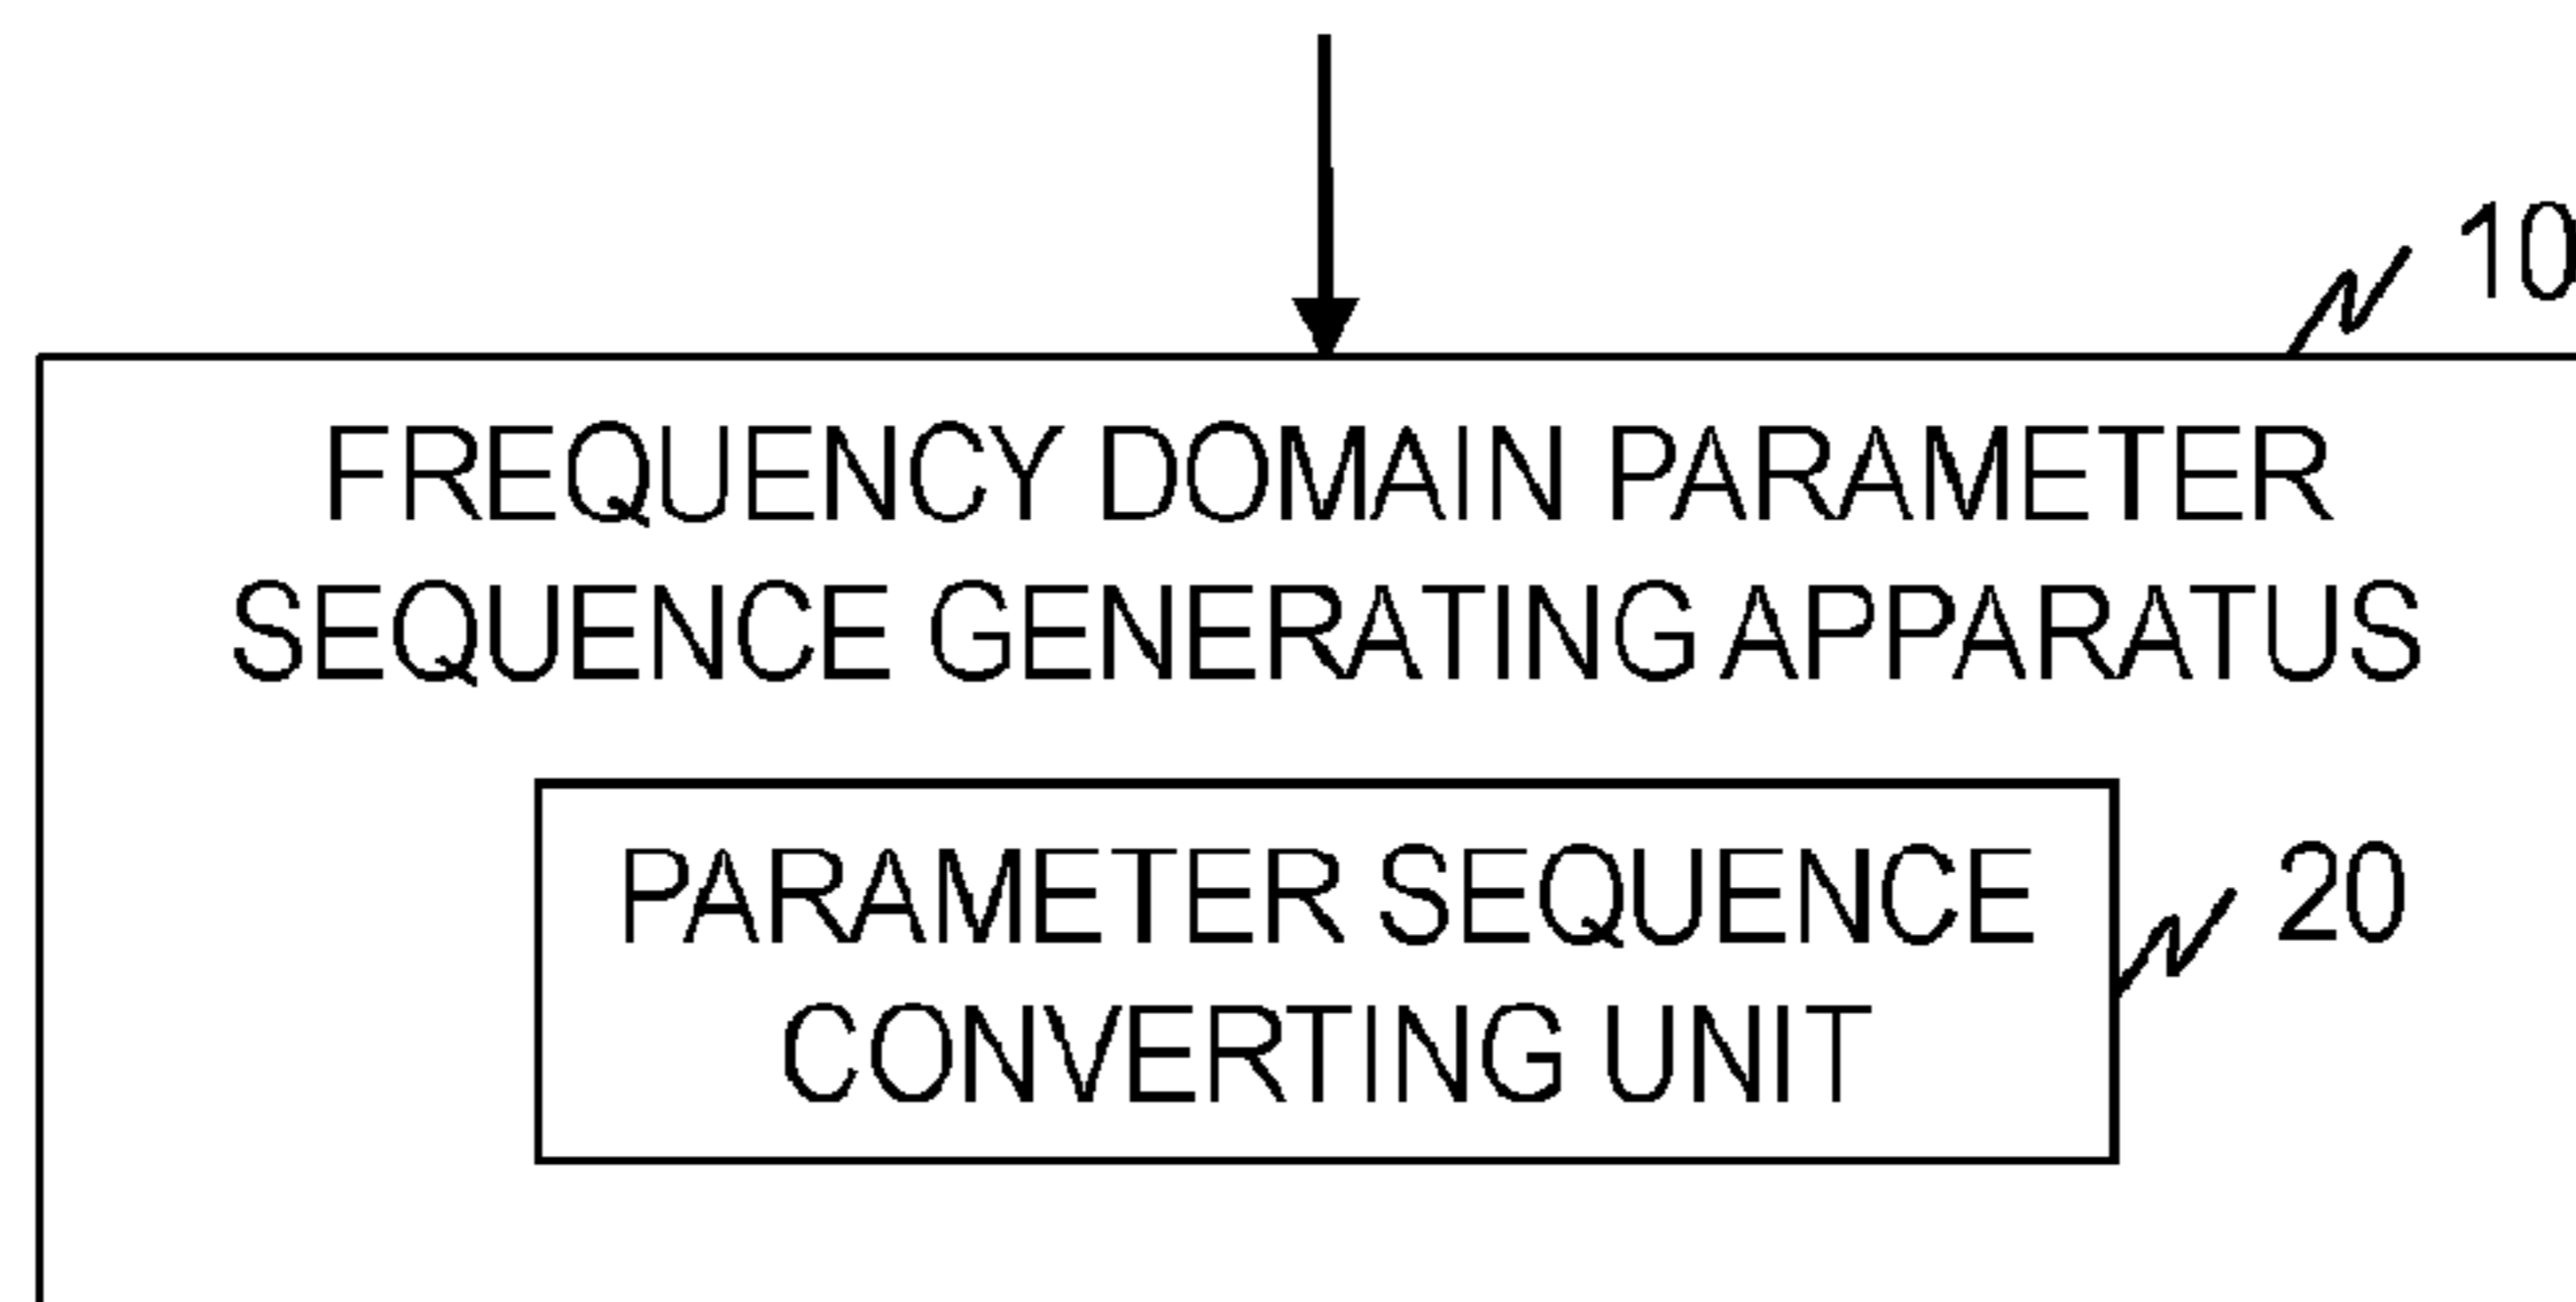 10
FREQUENCY DOMAIN PARAMETER
SEQUENCE GENERATING APPARATUS
PARAMETER SEQUENCE
CONVERTING UNIT
20